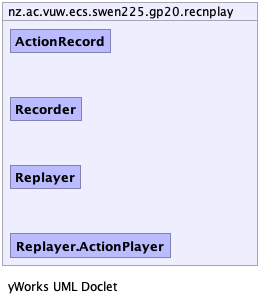 nz.ac.vuw.ecs.swen225.gp20.recnplay
ActionRecord
Recorder
Replayer
Replayer.ActionPlayer
yWorks UML Doclet